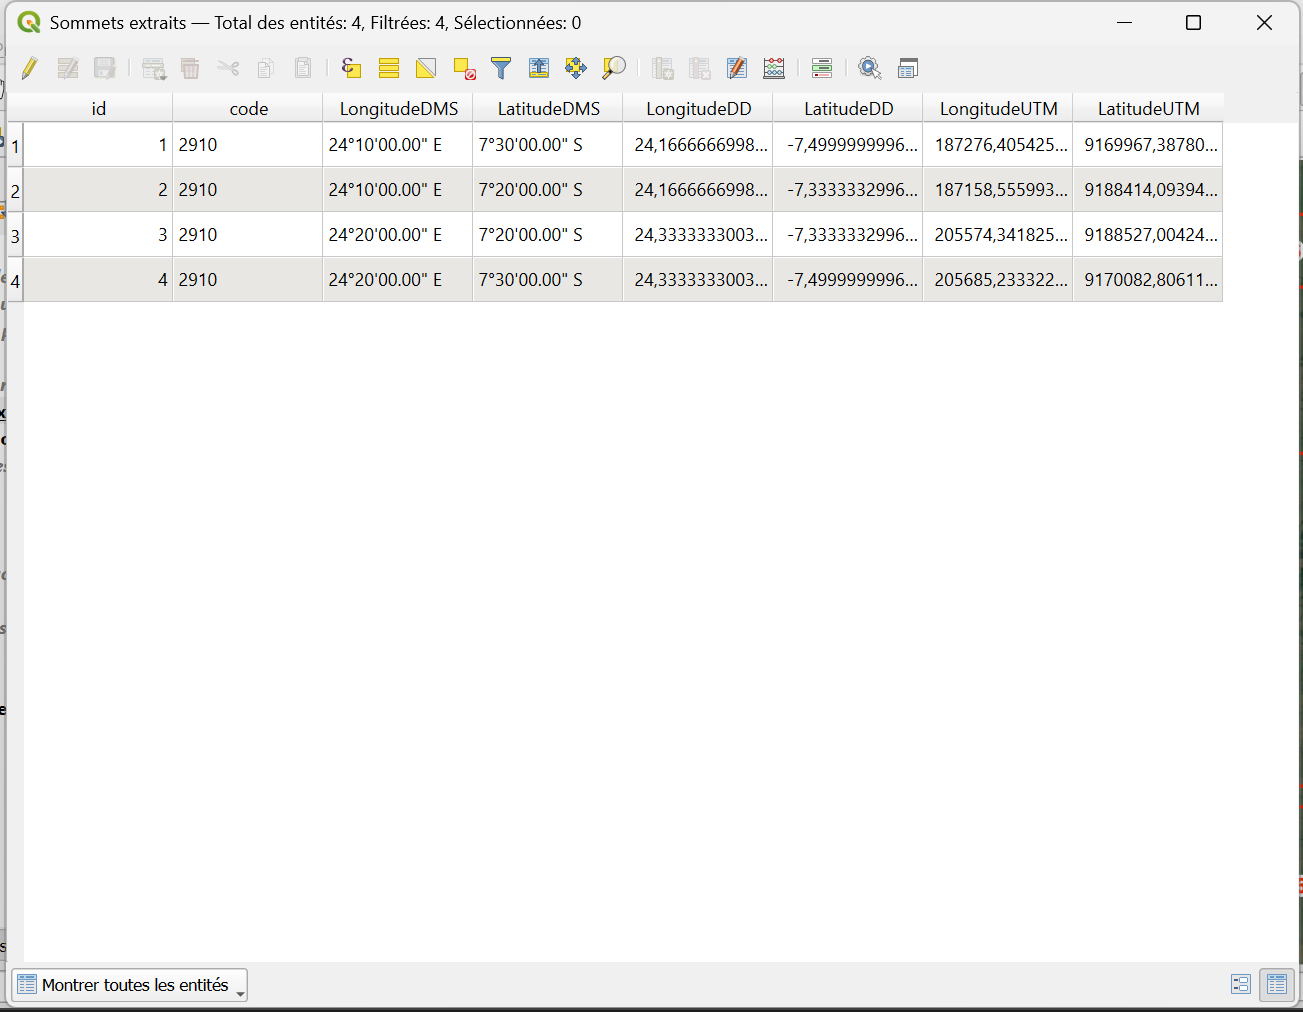 Sommets extraits — Total des entités: 4, Filtrées: 4, Sélectionnées: 0
id code LongitudeDMS LatitudeDMS LongitudeDD LatitudeDD LongitudeUTM LatitudeUTM
1 1 2910 24°10'00.00" E 7°30'00.00" S 24,1666666998... -7,4999999996... 187276,405425... 9169967,38780...
2 2 2910 24°10'00.00" E 7°20'00.00" S 24,1666666998... -7,3333332996... 187158,555993... 9188414,09394...
3 3 2910 24°20'00.00" E 7°20'00.00" S 24,3333333003... -7,3333332996... 205574,341825... 9188527,00424...
4 4 2910 24°20'00.00" E 7°30'00.00" S 24,3333333003... -7,4999999996... 205685,233322... 9170082,80611...
Montrer toutes les entités